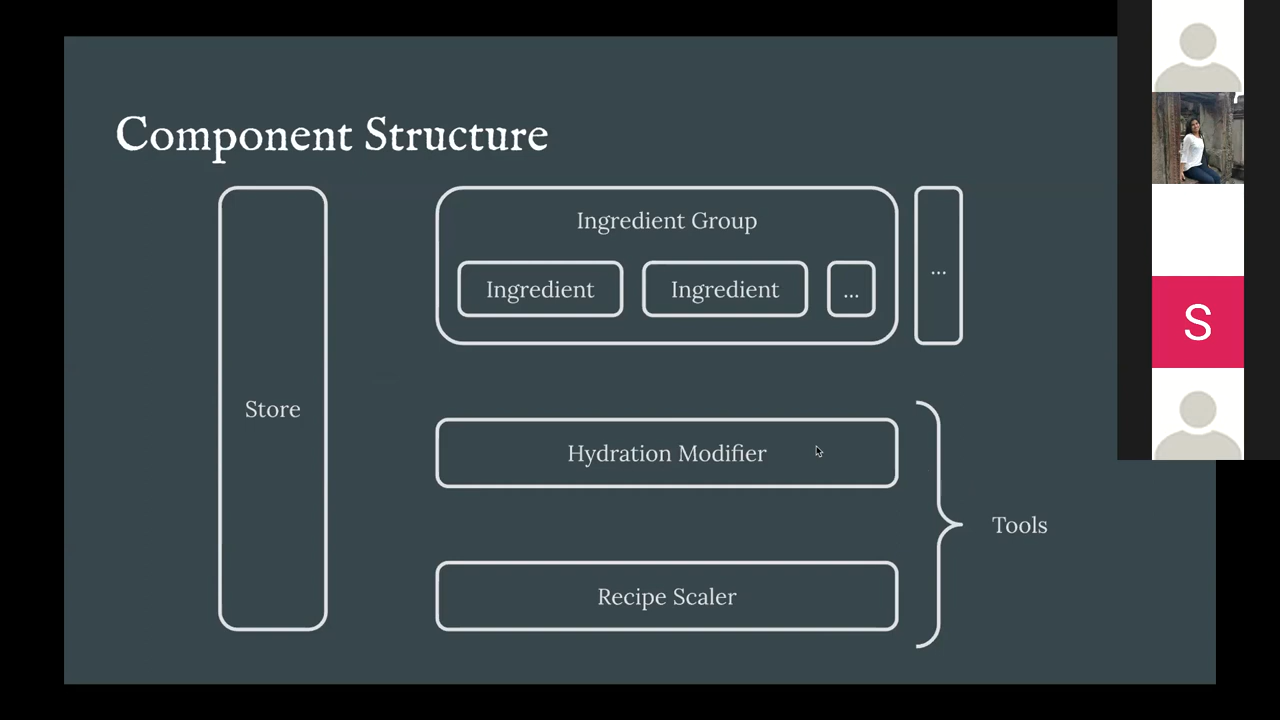 Component Structure
Ingredient Group
Ingredient
Ingredient
...
...
Store
Hydration Modifier
Tools
Recipe Scaler
S